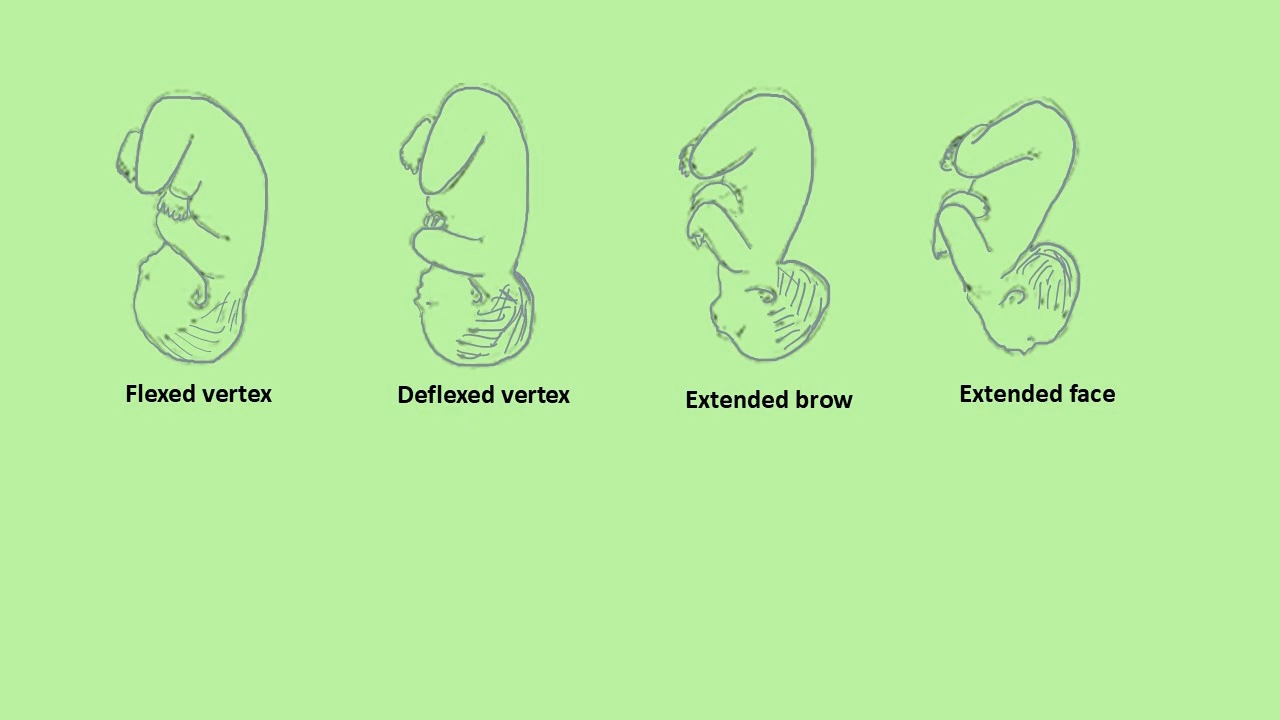 Flexed vertex
Deflexed vertex
Extended brow
Extended face